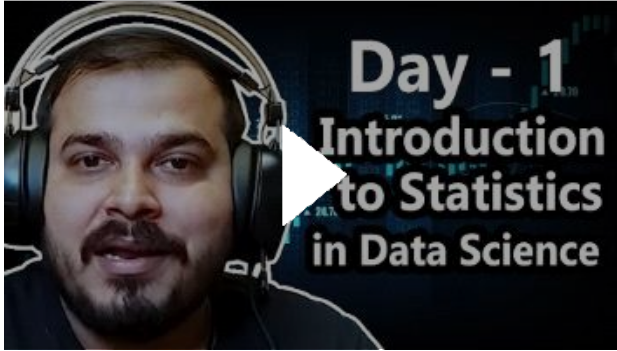 Day - 1
Introduction
to Statistics
in Data Science